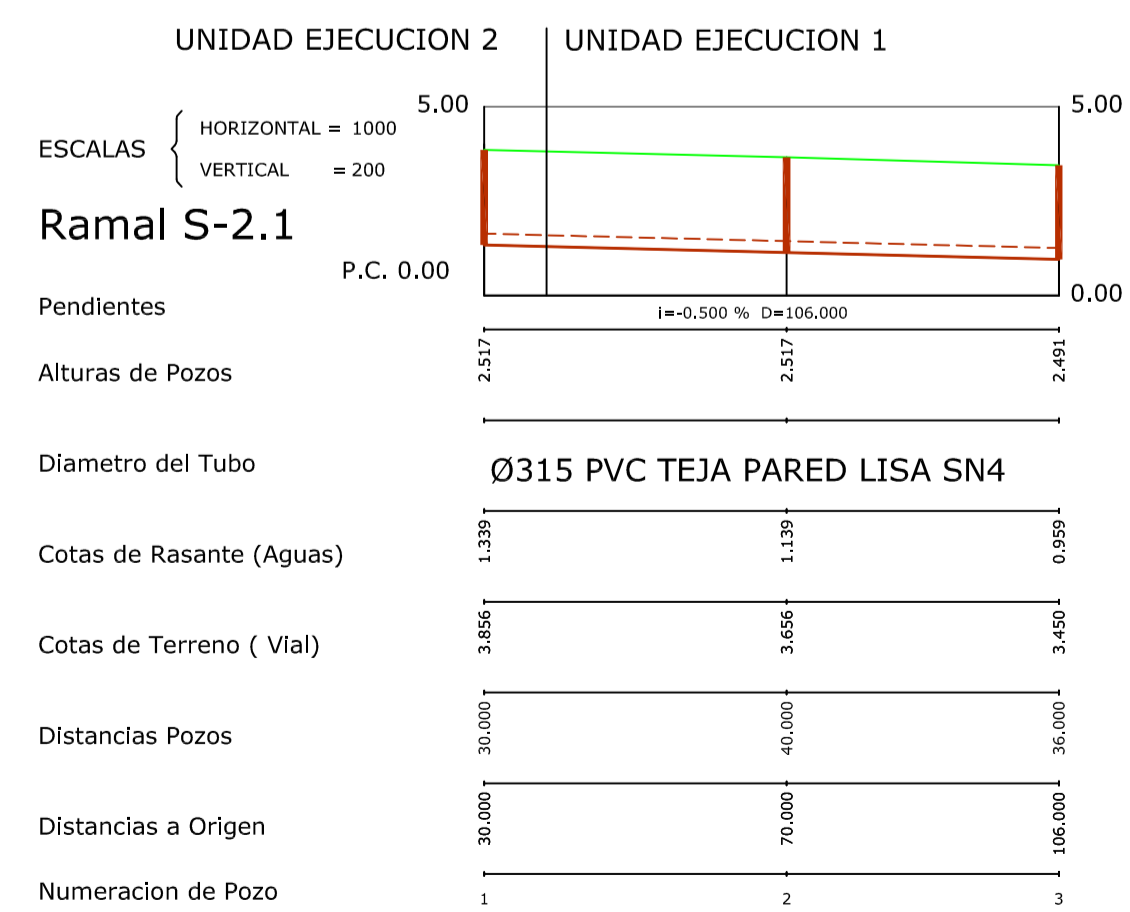 UNIDAD EJECUCION 2
UNIDAD EJECUCION 1
5.00
5.00
ESCALAS
HORIZONTAL = 1000
VERTICAL = 200
Ramal S-2.1
P.C. 0.00
0.00
Pendientes
i=-0.500 % D=106.000
Alturas de Pozos
2.517
2.517
2.491
Diametro del Tubo
Ø315 PVC TEJA PARED LISA SN4
Cotas de Rasante (Aguas)
1.339
1.139
0.959
Cotas de Terreno ( Vial)
3.856
3.656
3.450
Distancias Pozos
30.000
40.000
36.000
Distancias a Origen
30.000
70.000
106.000
Numeracion de Pozo
1
2
3